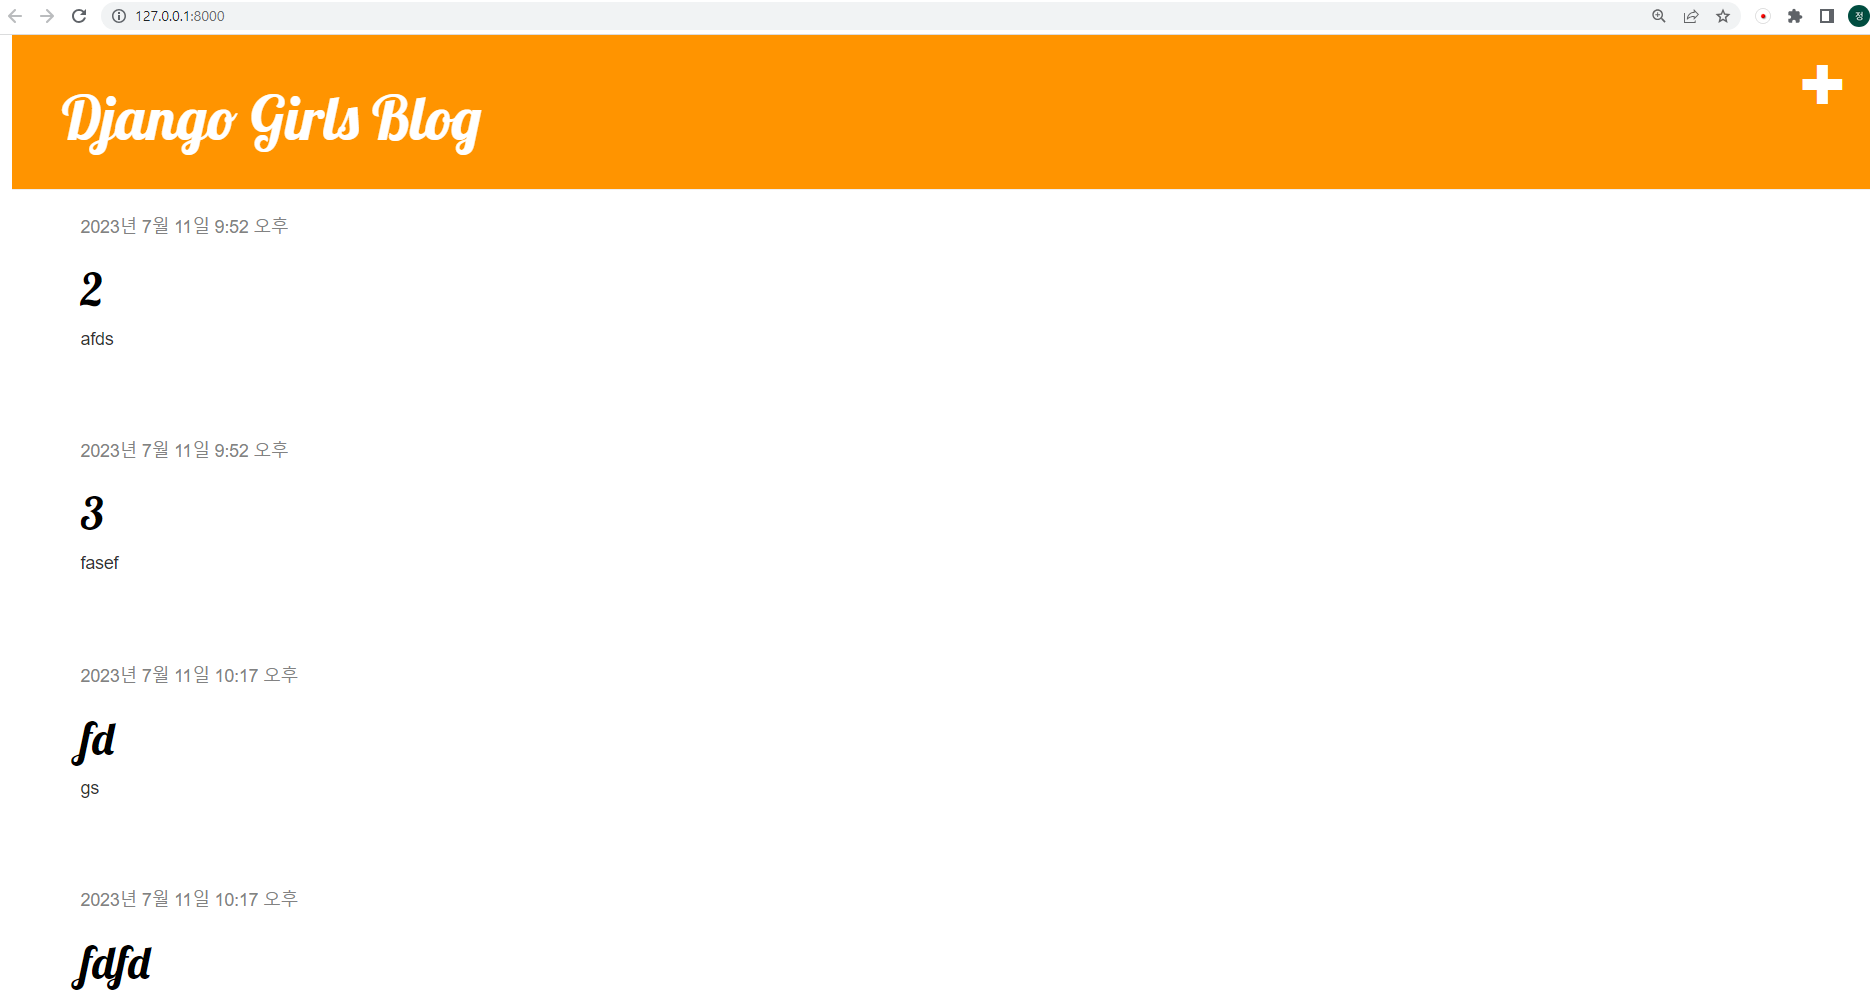 127.0.0.1:8000
정
Django Girls Blog
2023년 7월 11일 9:52 오후
2
afds
2023년 7월 11일 9:52 오후
3
fasef
2023년 7월 11일 10:17 오후
fd
gs
2023년 7월 11일 10:17 오후
fdfd